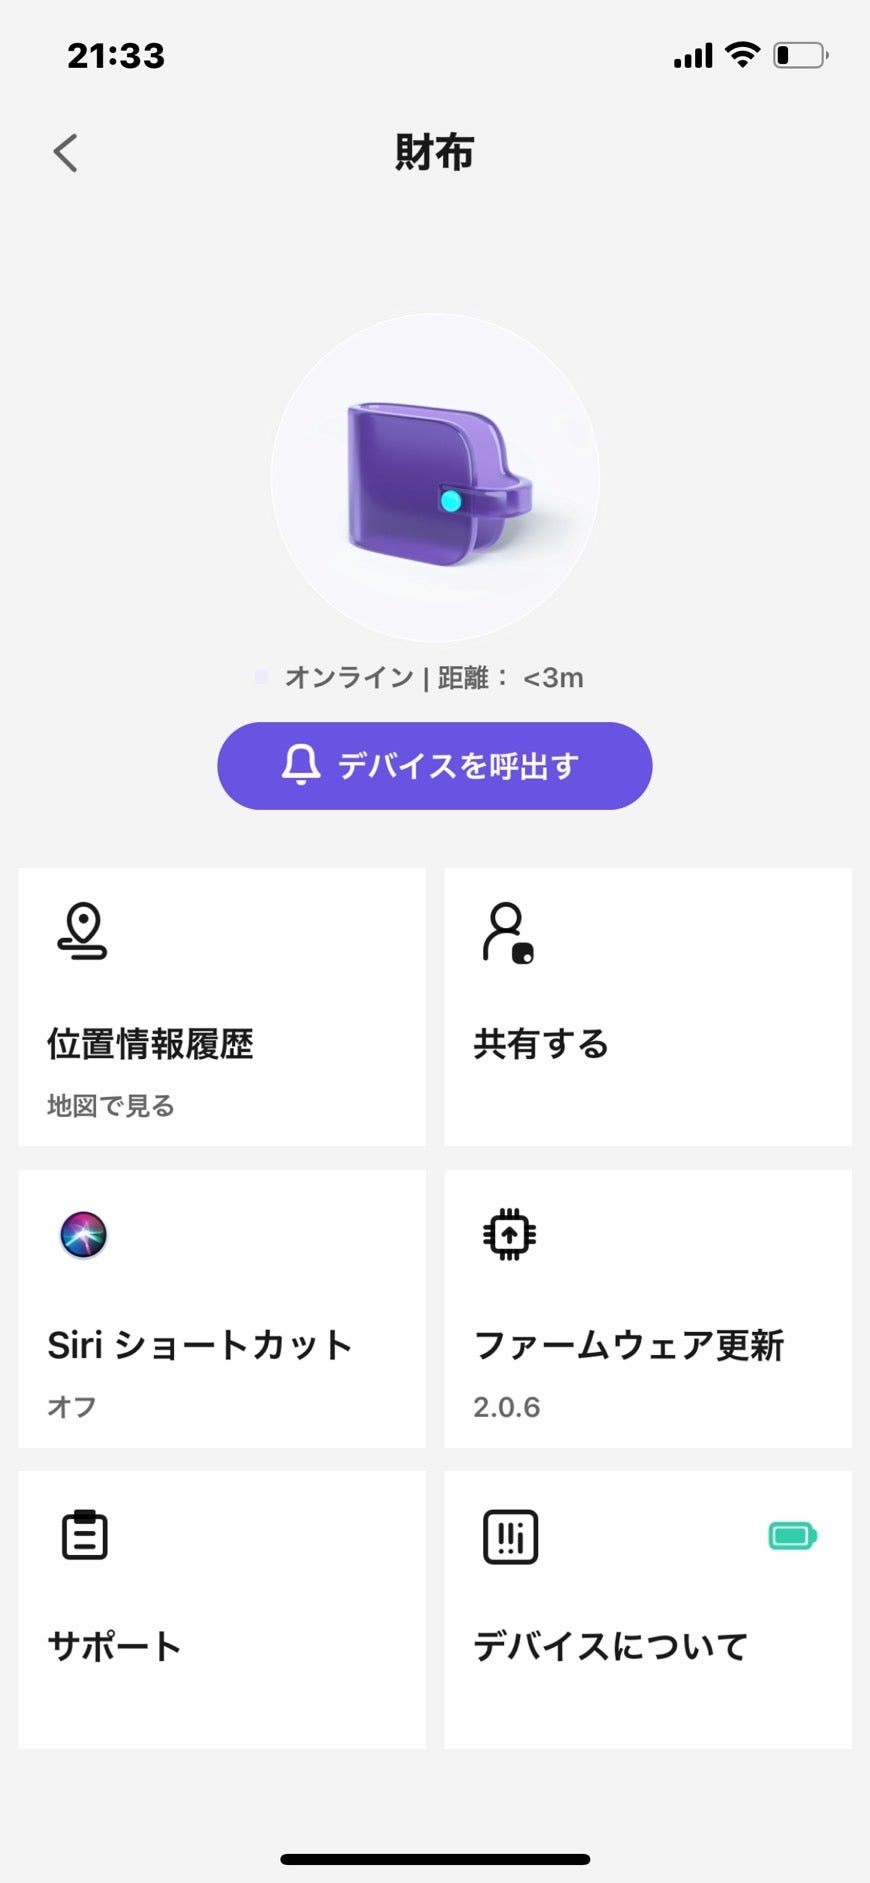 21:33
財布
オンライン | 距離： <3m
デバイスを呼出す
位置情報履歴
地図で見る
共有する
Siri ショートカット
オフ
ファームウェア更新
2.0.6
サポート
デバイスについて